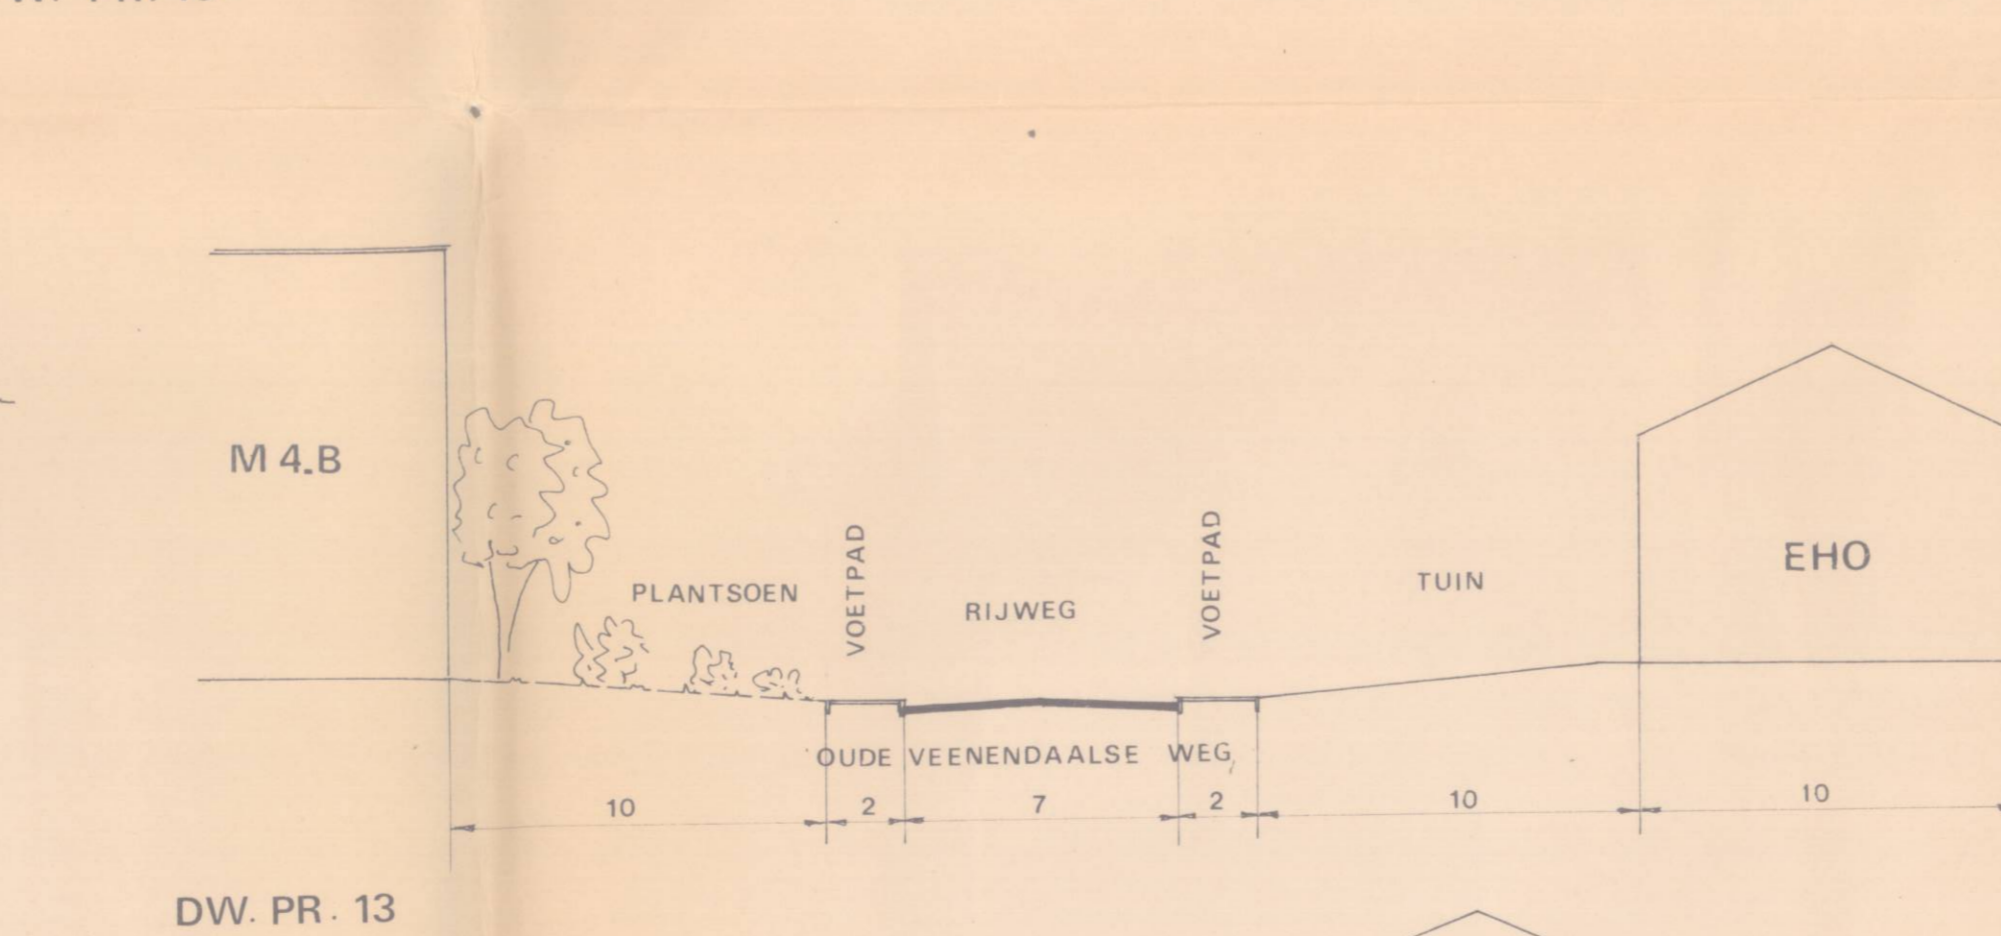 M 4.B
PLANTSOEN
VOETPAD
RIJWEG
VOETPAD
TUIN
EHO
OUDE VEENENDAALSE WEG
10 2 7 2 10 10
DW. PR. 13